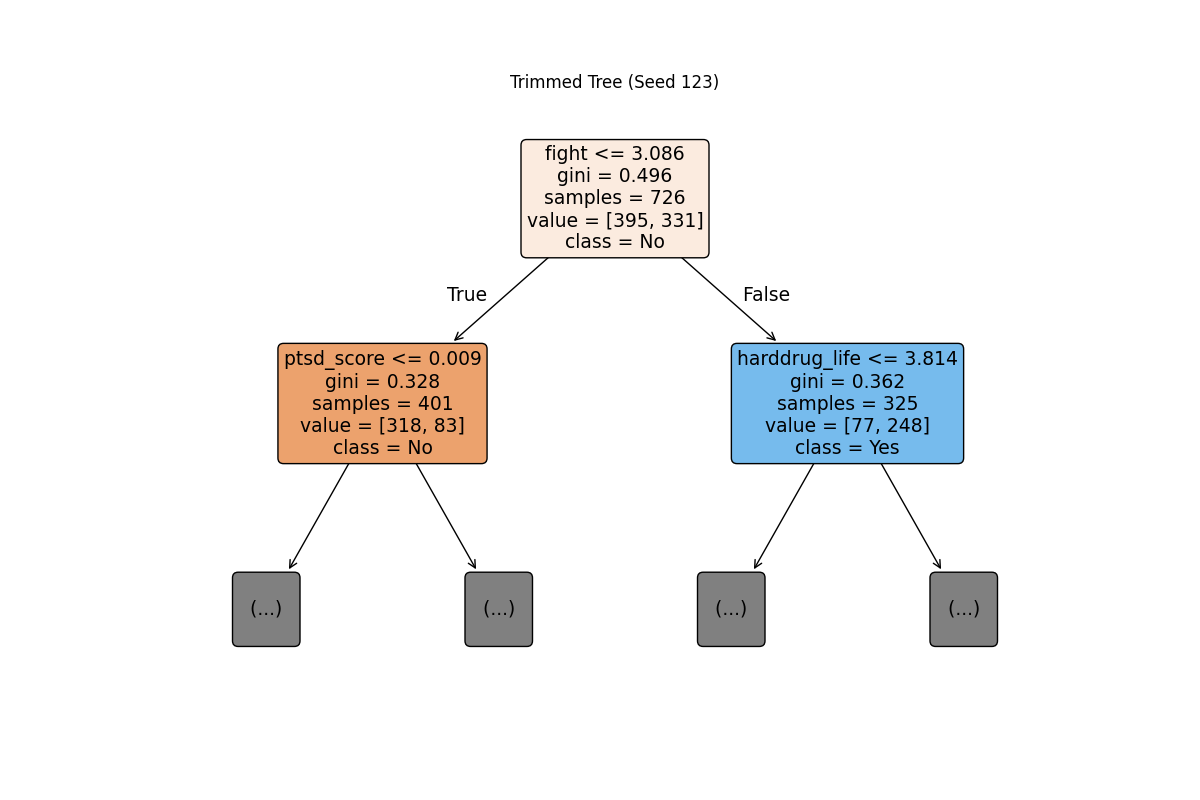 Trimmed Tree (Seed 123)
fight <= 3.086
gini = 0.496
samples = 726
value = [395, 331]
class = No
True
False
ptsd_score <= 0.009
gini = 0.328
samples = 401
value = [318, 83]
class = No
harddrug_life <= 3.814
gini = 0.362
samples = 325
value = [77, 248]
class = Yes
(...)
(...)
(...)
(...)